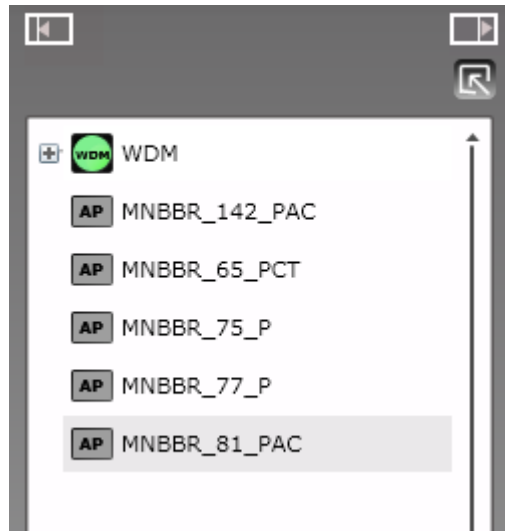 WDM WDM
AP MNBBR_142_PAC
AP MNBBR_65_PCT
AP MNBBR_75_P
AP MNBBR_77_P
AP MNBBR_81_PAC